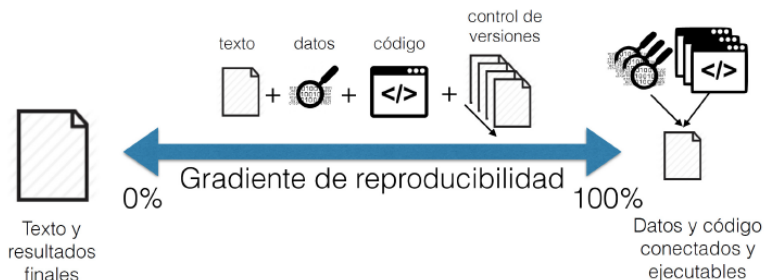 texto
datos
código
control de
versiones
+
+
+
</>
</>
0%
Gradiente de reproducibilidad
100%
Texto y
resultados
finales
Datos y código
conectados y
ejecutables